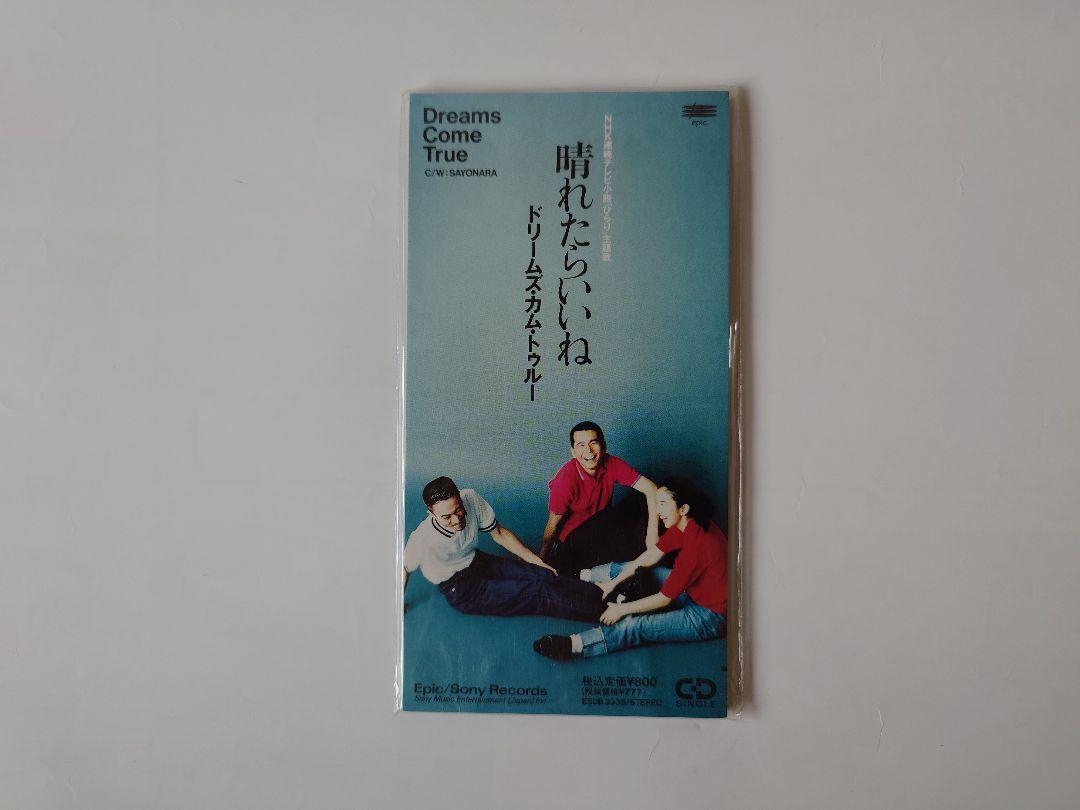 Dreams
Come
True
C/W:SAYONARA
epic.
NHK連続テレビ小説「ひらり」主題歌
晴れたらいいね
ドリームズ・カム・トゥルー
Epic/Sony Records
Sony Music Entertainment (Japan) Inc.
税込定価¥800
(税抜価格¥777)
ESDB 3336/STEREO
CD
SINGLE